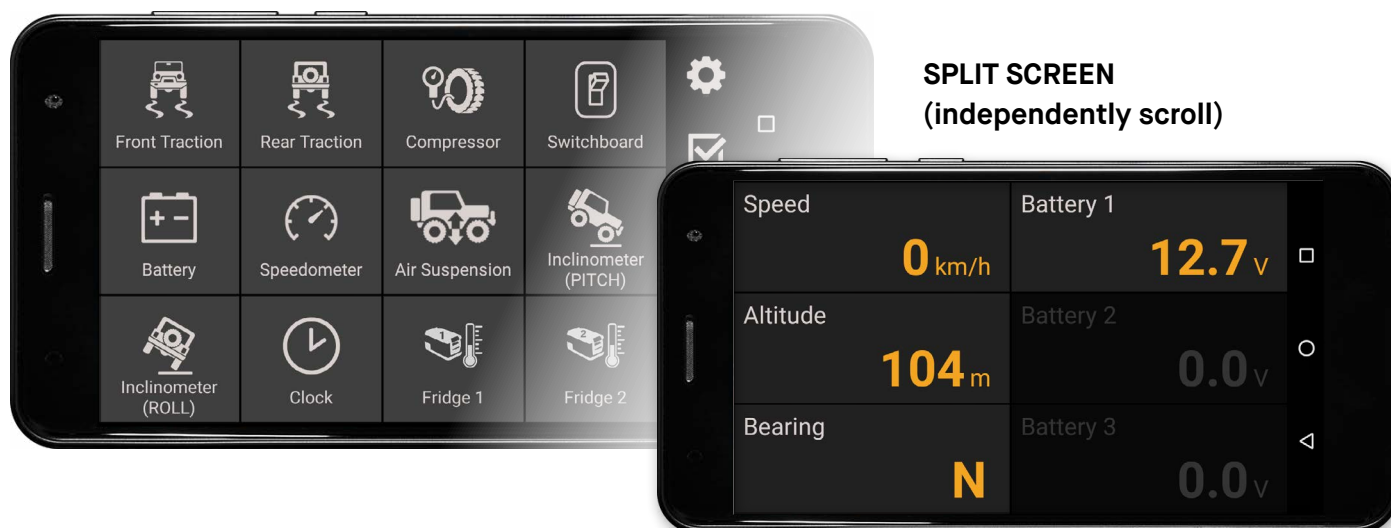 Front Traction
Rear Traction
Compressor
Switchboard
Battery
Speedometer
Air Suspension
Inclinometer
(PITCH)
Inclinometer
(ROLL)
Clock
1
Fridge 1
2
Fridge 2
SPLIT SCREEN
(independently scroll)
Speed
0 km/h
Battery 1
12.7 V
Altitude
104 m
Battery 2
0.0 V
Bearing
N
Battery 3
0.0 V